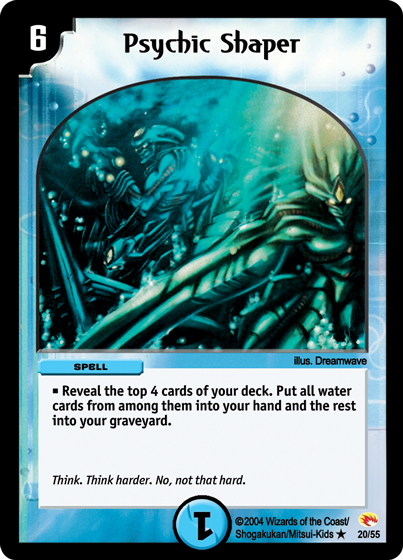 6
Psychic Shaper
illus. Dreamwave
SPELL
▪ Reveal the top 4 cards of your deck. Put all water
cards from among them into your hand and the rest
into your graveyard.
Think. Think harder. No, not that hard.
1
©2004 Wizards of the Coast/
Shogakukan/Mitsui-Kids ★ 20/55